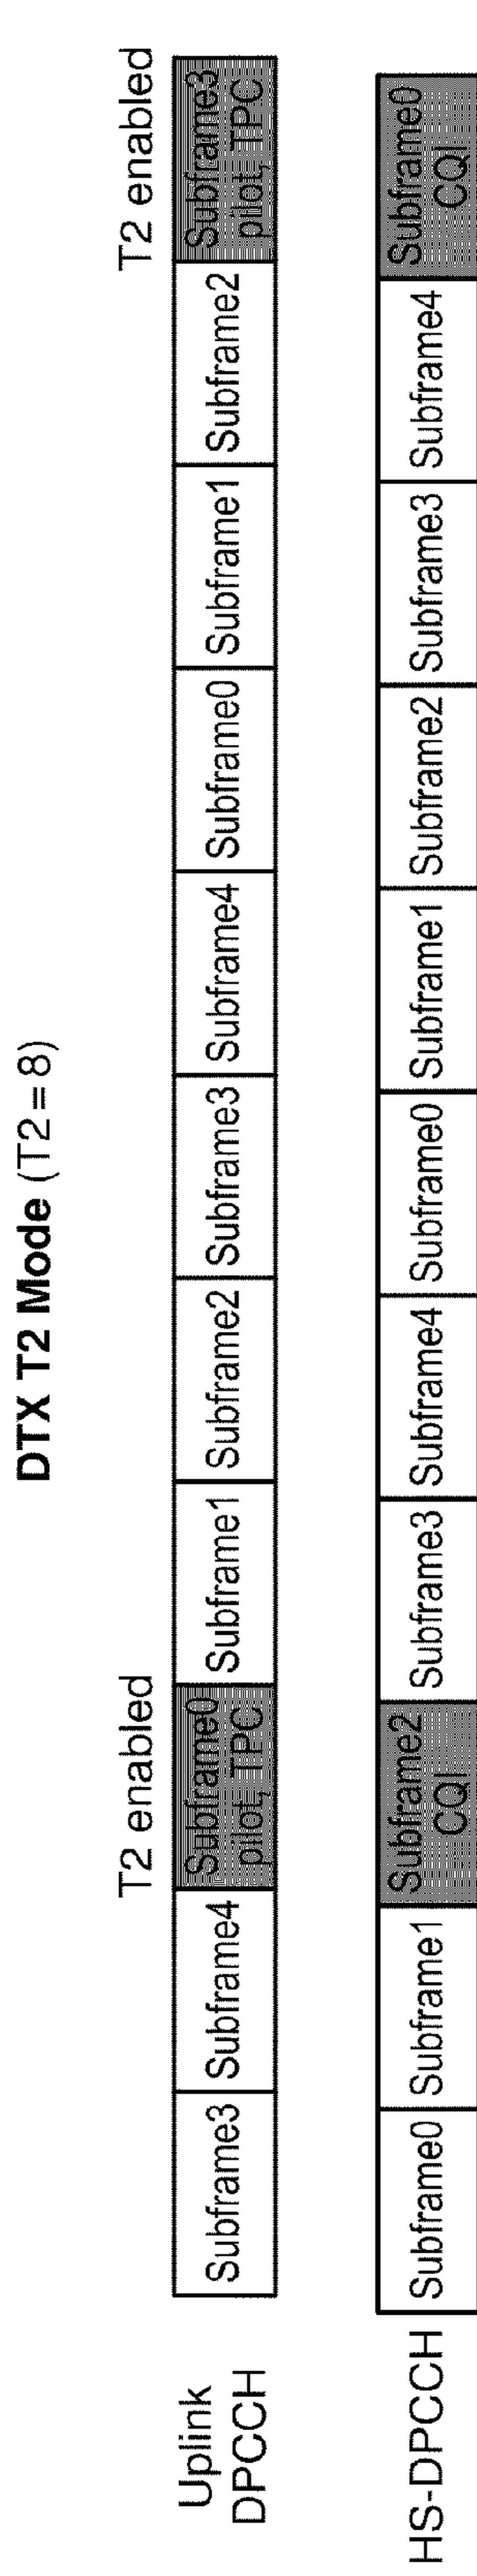 DTX T2 Mode (T2=8)
T2 enabled
T2 enabled
Uplink
DPCCH
Subframe3
Subframe4
Subframe0
pilot, TPC
Subframe1
Subframe2
Subframe3
Subframe4
Subframe0
Subframe1
Subframe2
Subframe3
pilot, TPC
HS-DPCCH
Subframe0
Subframe1
Subframe2
CQI
Subframe3
Subframe4
Subframe0
Subframe1
Subframe2
Subframe3
Subframe4
Subframe0
CQI